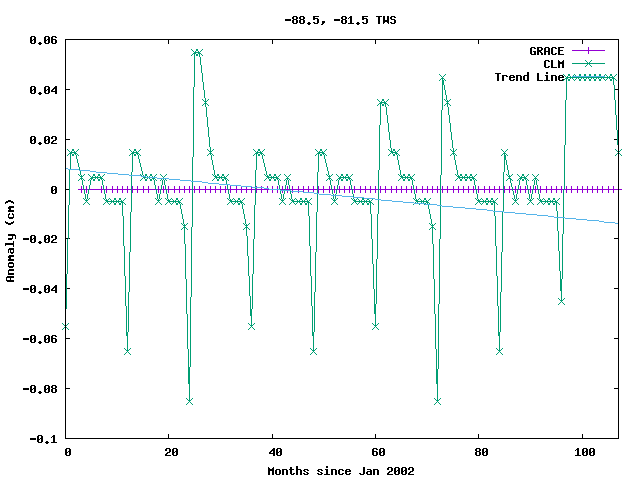 -88.5, -81.5 TWS
GRACE
CLM
Trend Line
0.06
0.04
0.02
0
-0.02
-0.04
-0.06
-0.08
-0.1
Anomaly (cm)
0 20 40 60 80 100
Months since Jan 2002